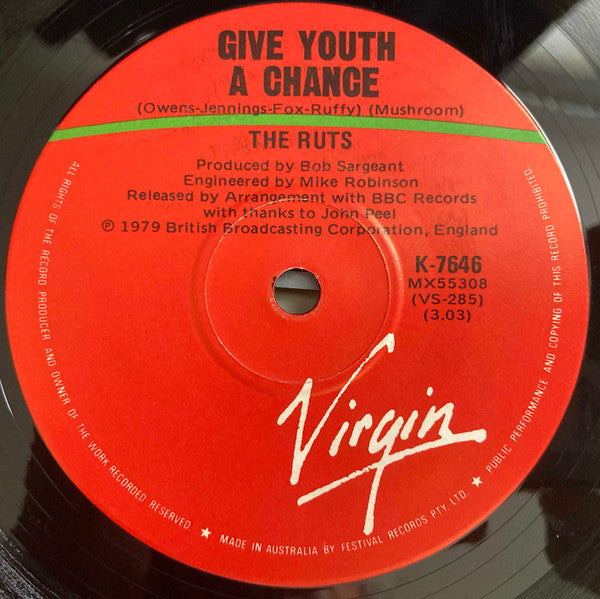 GIVE YOUTH
A CHANCE
(Owens-Jennings-Fox-Ruffy) (Mushroom)
THE RUTS
Produced by Bob Sargeant
Engineered by Mike Robinson
Released by Arrangement with BBC Records
with thanks to John Peel
℗ 1979 British Broadcasting Corporation, England
K-7646
MX55308
(VS-285)
(3.03)
Virgin
ALL RIGHTS OF THE RECORD PRODUCER AND OWNER OF THE WORK RECORDED RESERVED. ★ MADE IN AUSTRALIA BY FESTIVAL RECORDS PTY. LTD. ★ PUBLIC PERFORMANCE AND COPYING OF THIS RECORD PROHIBITED.